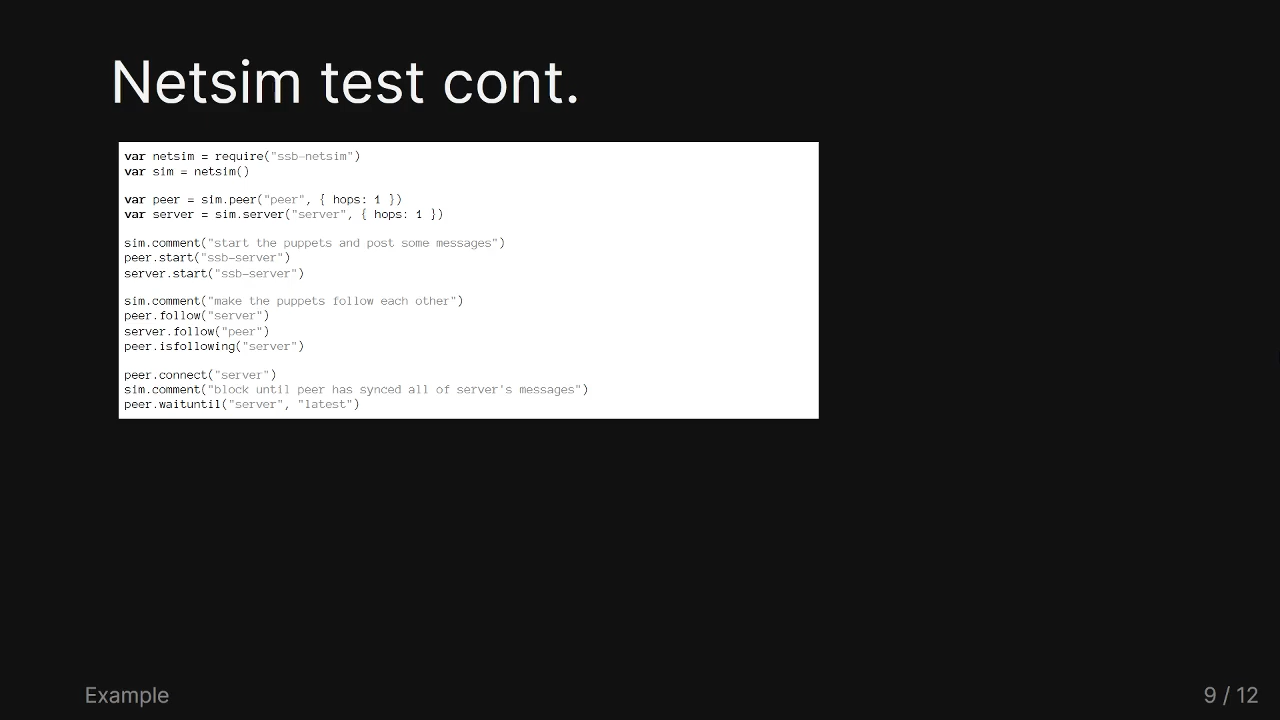 Netsim test cont.
var netsim = require("ssb-netsim")
var sim = netsim()
var peer = sim.peer("peer", { hops: 1 })
var server = sim.server("server", { hops: 1 })
sim.comment("start the puppets and post some messages")
peer.start("ssb-server")
server.start("ssb-server")
sim.comment("make the puppets follow each other")
peer.follow("server")
server.follow("peer")
peer.isfollowing("server")
peer.connect("server")
sim.comment("block until peer has synced all of server's messages")
peer.waituntil("server", "latest")
Example
9 / 12